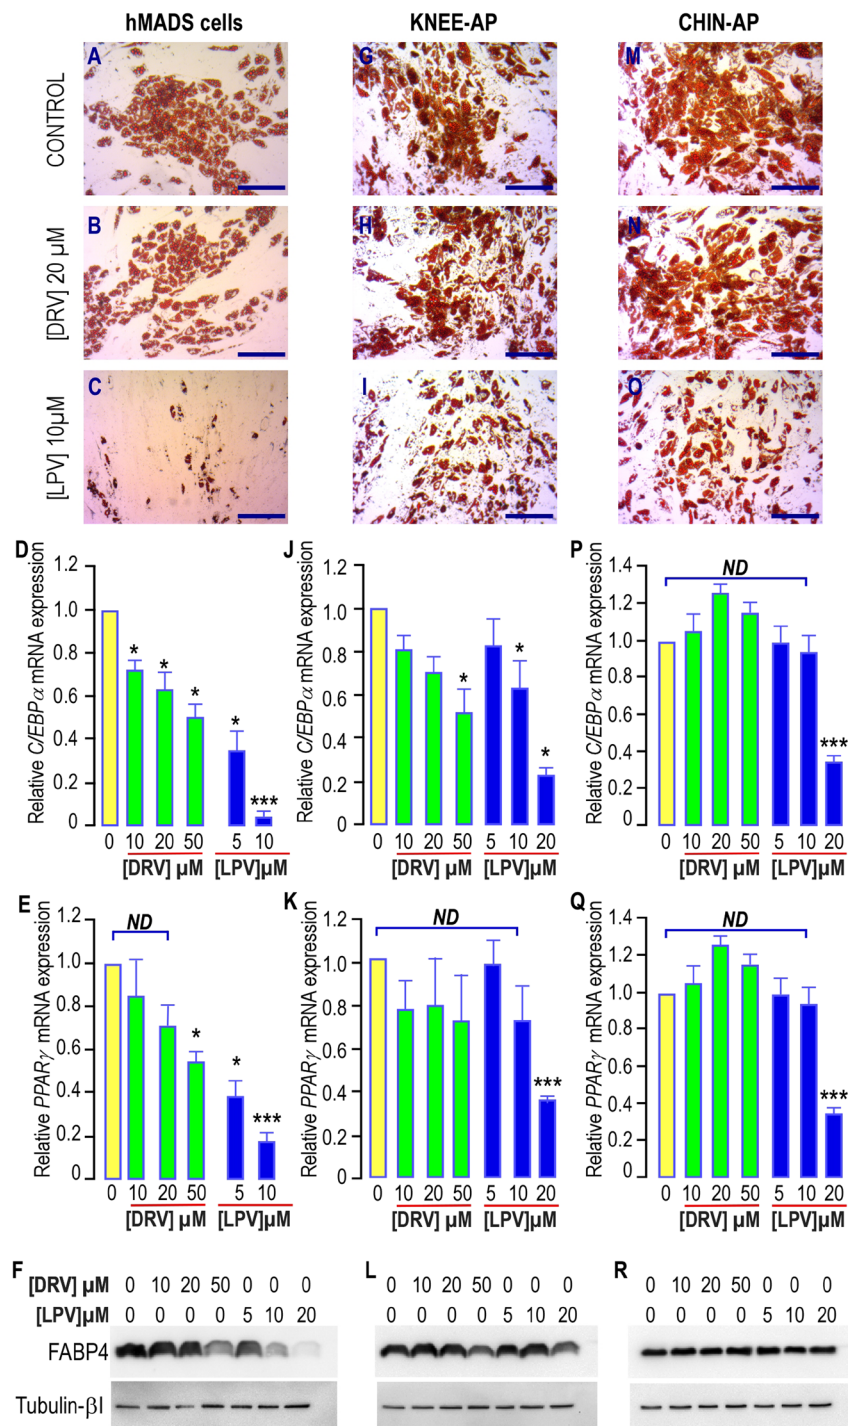 hMADS cells KNEE-AP CHIN-AP
CONTROL
A G M
[DRV] 20 µM
B H N
[LPV] 10µM
C I O
D
Relative C/EBPα mRNA expression
1.2
1.0
0.8
0.6
0.4
0.2
0
* * * * ***
0 10 20 50 5 10
[DRV] µM [LPV]µM
J
Relative C/EBPα mRNA expression
1.2
1.0
0.8
0.6
0.4
0.2
0
* * *
0 10 20 50 5 10 20
[DRV] µM [LPV]µM
P
Relative C/EBPα mRNA expression
1.4
1.2
1.0
0.8
0.6
0.4
0.2
0
ND
***
0 10 20 50 5 10 20
[DRV] µM [LPV]µM
E
Relative PPARγ mRNA expression
1.2
1.0
0.8
0.6
0.4
0.2
0
ND
* * ***
0 10 20 50 5 10
[DRV] µM [LPV]µM
K
Relative PPARγ mRNA expression
1.2
1.0
0.8
0.6
0.4
0.2
0
ND
***
0 10 20 50 5 10 20
[DRV] µM [LPV]µM
Q
Relative PPARγ mRNA expression
1.4
1.2
1.0
0.8
0.6
0.4
0.2
0
ND
***
0 10 20 50 5 10 20
[DRV] µM [LPV]µM
F L R
[DRV] µM 0 10 20 50 0 0 0 0 10 20 50 0 0 0 0 10 20 50 0 0 0
[LPV]µM 0 0 0 0 5 10 20 0 0 0 0 5 10 20 0 0 0 0 5 10 20
FABP4
Tubulin-βI